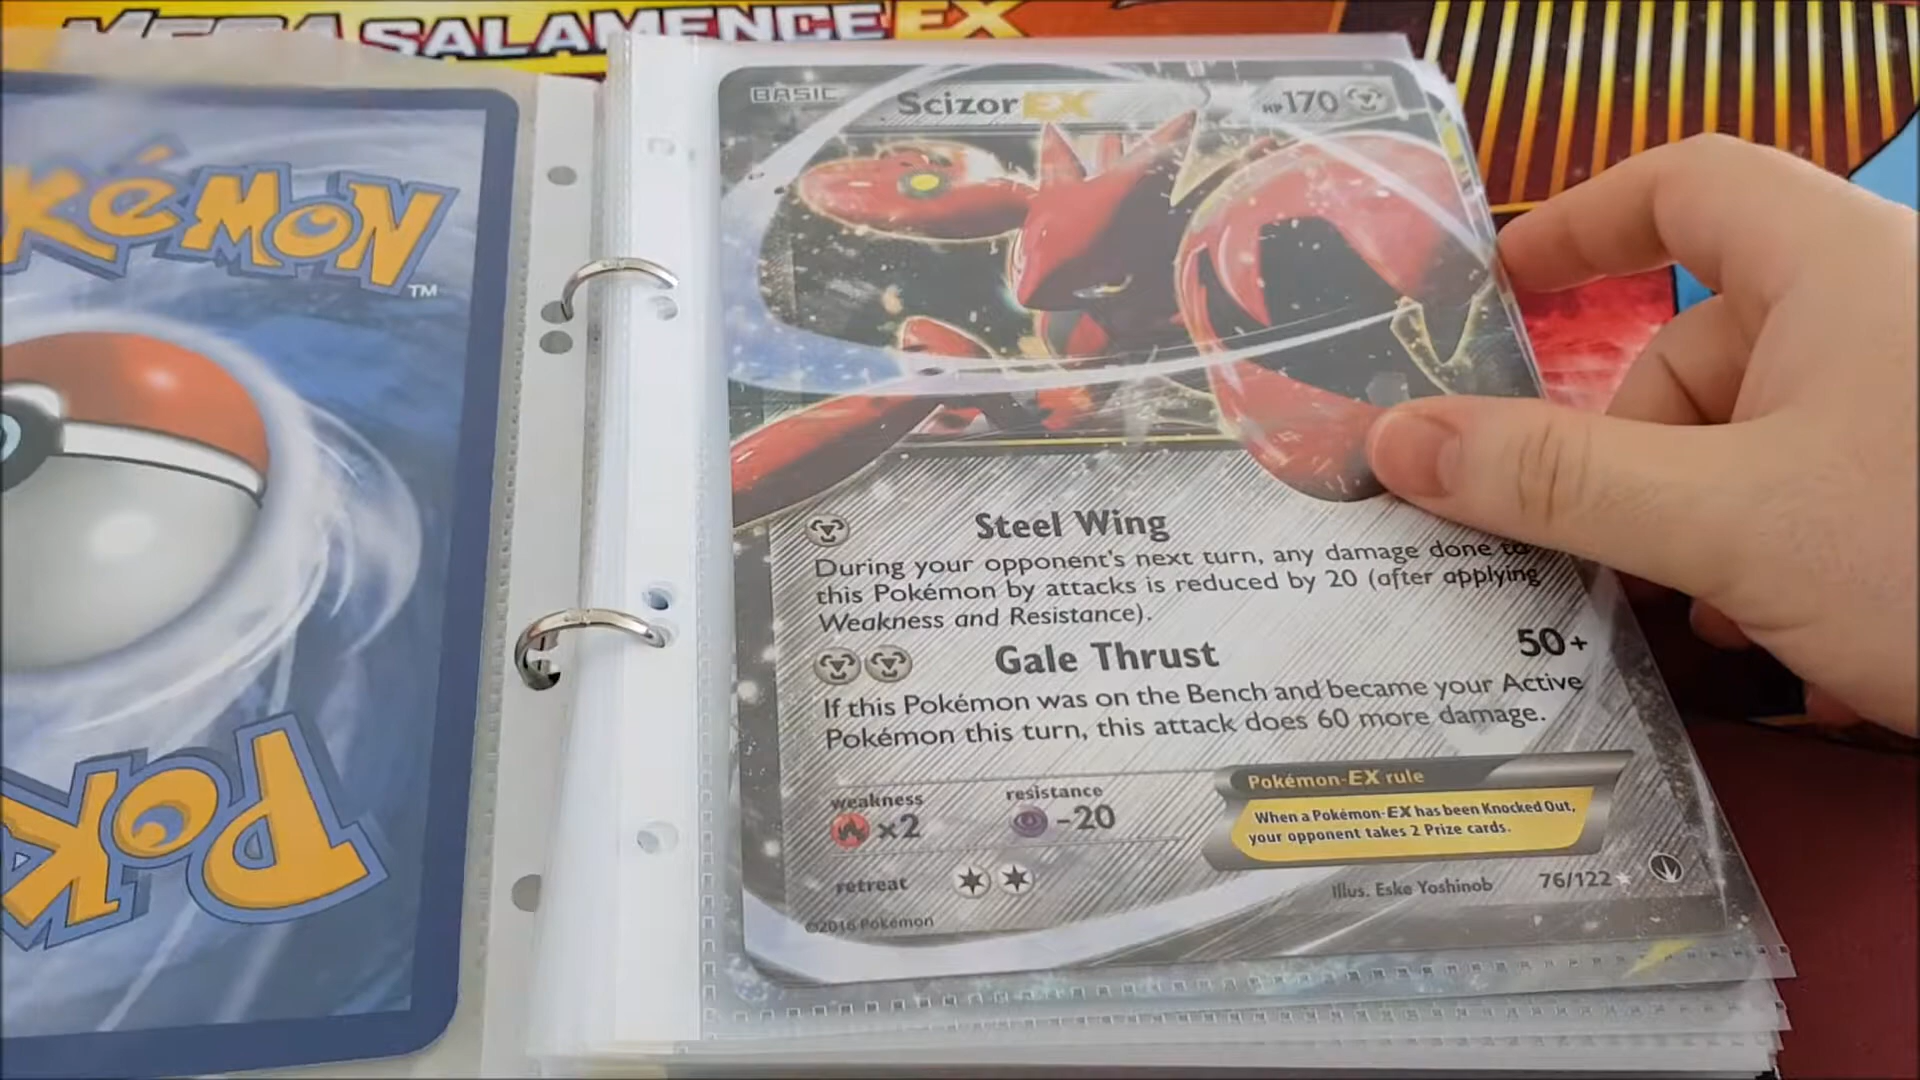 MEGA SALAMENCE EX
POKéMON
TM
BASIC
Scizor EX
HP170
Steel Wing
During your opponent's next turn, any damage done to
this Pokémon by attacks is reduced by 20 (after applying
Weakness and Resistance).
Gale Thrust
50+
If this Pokémon was on the Bench and became your Active
Pokémon this turn, this attack does 60 more damage.
weakness
×2
resistance
-20
retreat
Pokémon-EX rule
When a Pokémon-EX has been Knocked Out,
your opponent takes 2 Prize cards.
Illus. Eske Yoshinob
76/122
©2016 Pokémon
POK